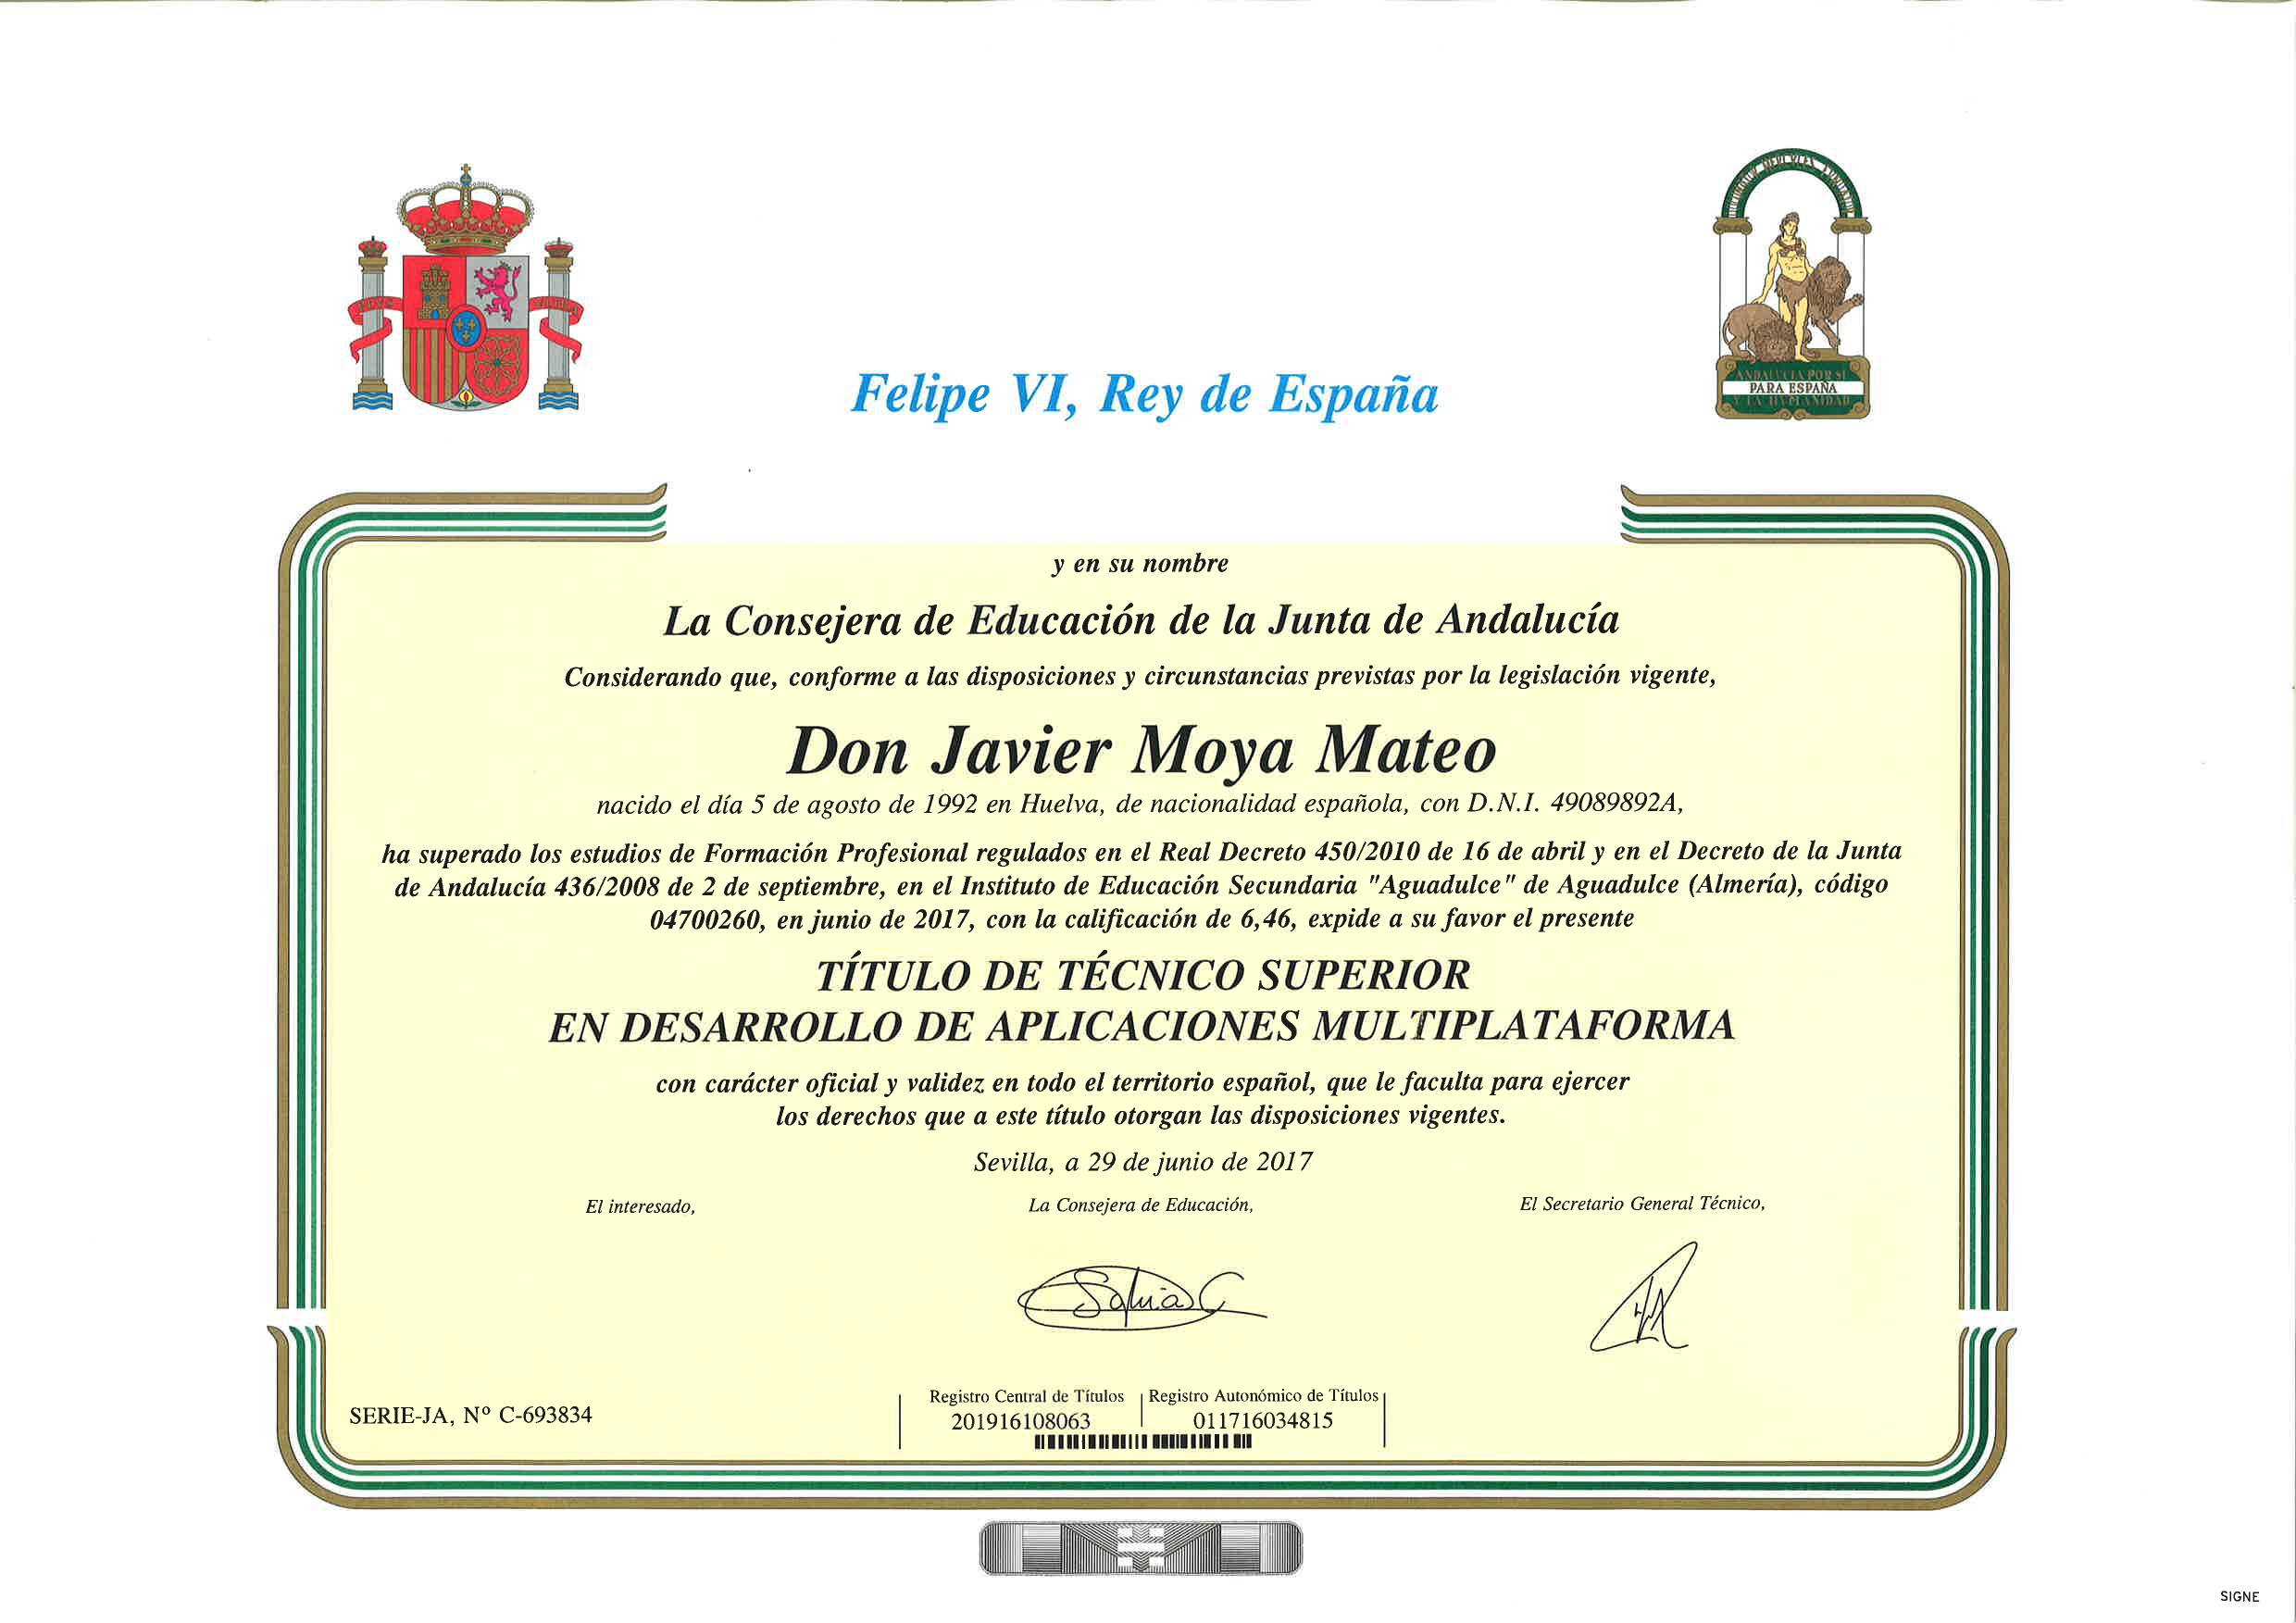 DOMINATOR HERCULES FUNDATOR
PLVS
VLTRA
Felipe VI, Rey de España
ANDALUCIA POR SI
PARA ESPAÑA
Y LA HUMANIDAD
y en su nombre
La Consejera de Educación de la Junta de Andalucía
Considerando que, conforme a las disposiciones y circunstancias previstas por la legislación vigente,
Don Javier Moya Mateo
nacido el día 5 de agosto de 1992 en Huelva, de nacionalidad española, con D.N.I. 49089892A,
ha superado los estudios de Formación Profesional regulados en el Real Decreto 450/2010 de 16 de abril y en el Decreto de la Junta
de Andalucía 436/2008 de 2 de septiembre, en el Instituto de Educación Secundaria "Aguadulce" de Aguadulce (Almería), código
04700260, en junio de 2017, con la calificación de 6,46, expide a su favor el presente
TÍTULO DE TÉCNICO SUPERIOR
EN DESARROLLO DE APLICACIONES MULTIPLATAFORMA
con carácter oficial y validez en todo el territorio español, que le faculta para ejercer
los derechos que a este título otorgan las disposiciones vigentes.
Sevilla, a 29 de junio de 2017
El interesado,
La Consejera de Educación,
El Secretario General Técnico,
SERIE-JA, Nº C-693834
Registro Central de Títulos
201916108063
Registro Autonómico de Títulos
011716034815
SIGNE